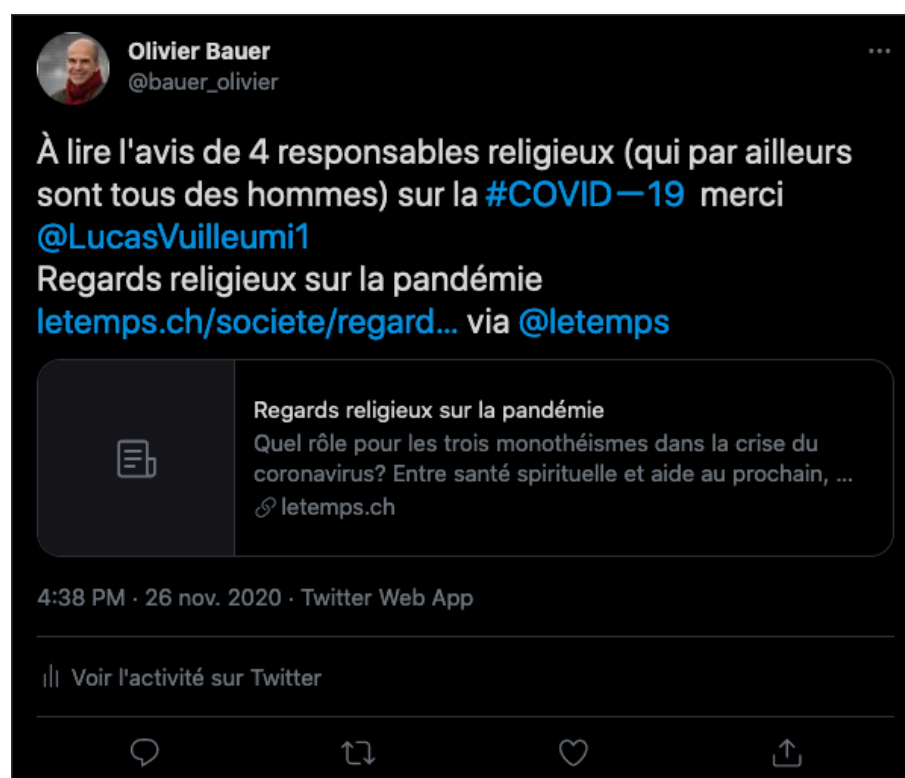 Olivier Bauer
@bauer_olivier
À lire l'avis de 4 responsables religieux (qui par ailleurs
sont tous des hommes) sur la #COVID—19 merci
@LucasVuilleumi1
Regards religieux sur la pandémie
letemps.ch/societe/regard... via @letemps
Regards religieux sur la pandémie
Quel rôle pour les trois monothéismes dans la crise du
coronavirus? Entre santé spirituelle et aide au prochain, ...
letemps.ch
4:38 PM · 26 nov. 2020 · Twitter Web App
Voir l'activité sur Twitter